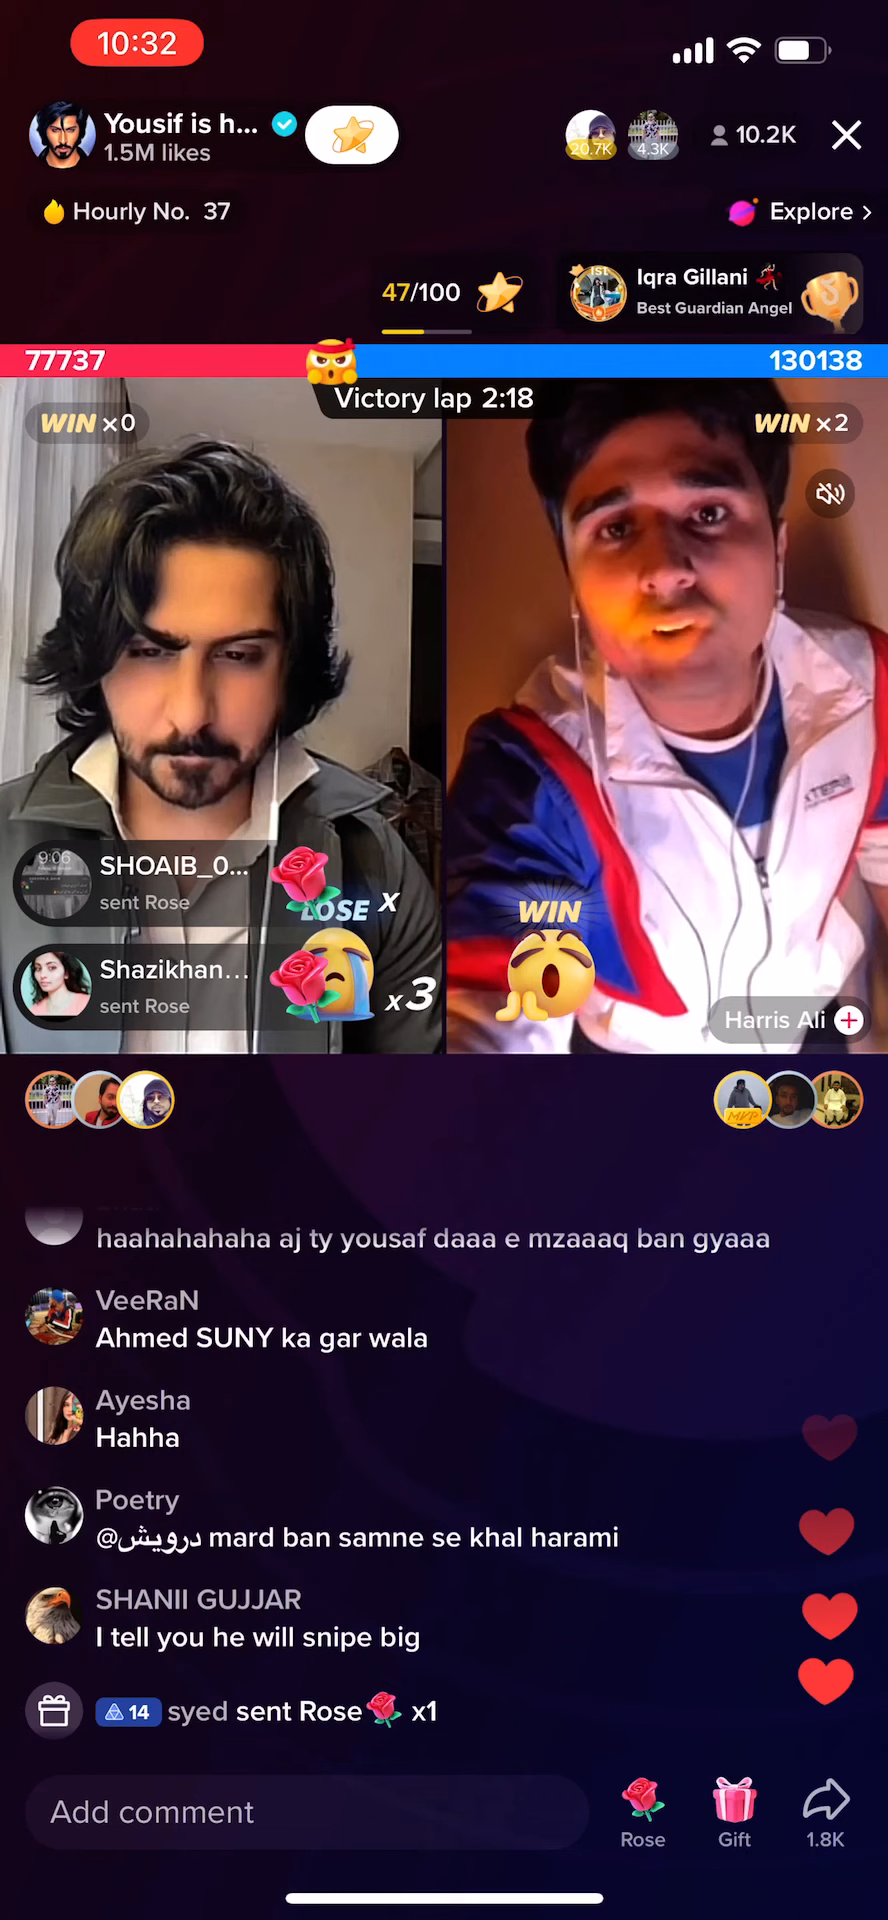 10:32
Yousif is h...
1.5M likes
20.7K
4.3K
10.2K
Hourly No. 37
Explore >
47/100
1ST
Iqra Gillani
Best Guardian Angel
77737
130138
Victory lap 2:18
WIN x0
WIN x2
9:06
SHOAIB_0...
sent Rose
LOSE X
WIN
Shazikhan...
sent Rose
x3
Harris Ali
MVP
haahahahaha aj ty yousaf daaa e mzaaaq ban gyaaa
VeeRaN
Ahmed SUNY ka gar wala
Ayesha
Hahha
Poetry
@درويش mard ban samne se khal harami
SHANII GUJJAR
I tell you he will snipe big
14 syed sent Rose x1
Add comment
Rose
Gift
1.8K